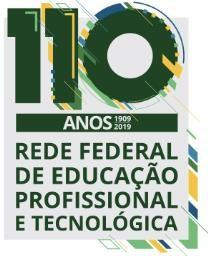 110
ANOS 1909
2019
REDE FEDERAL
DE EDUCAÇÃO
PROFISSIONAL
E TECNOLÓGICA